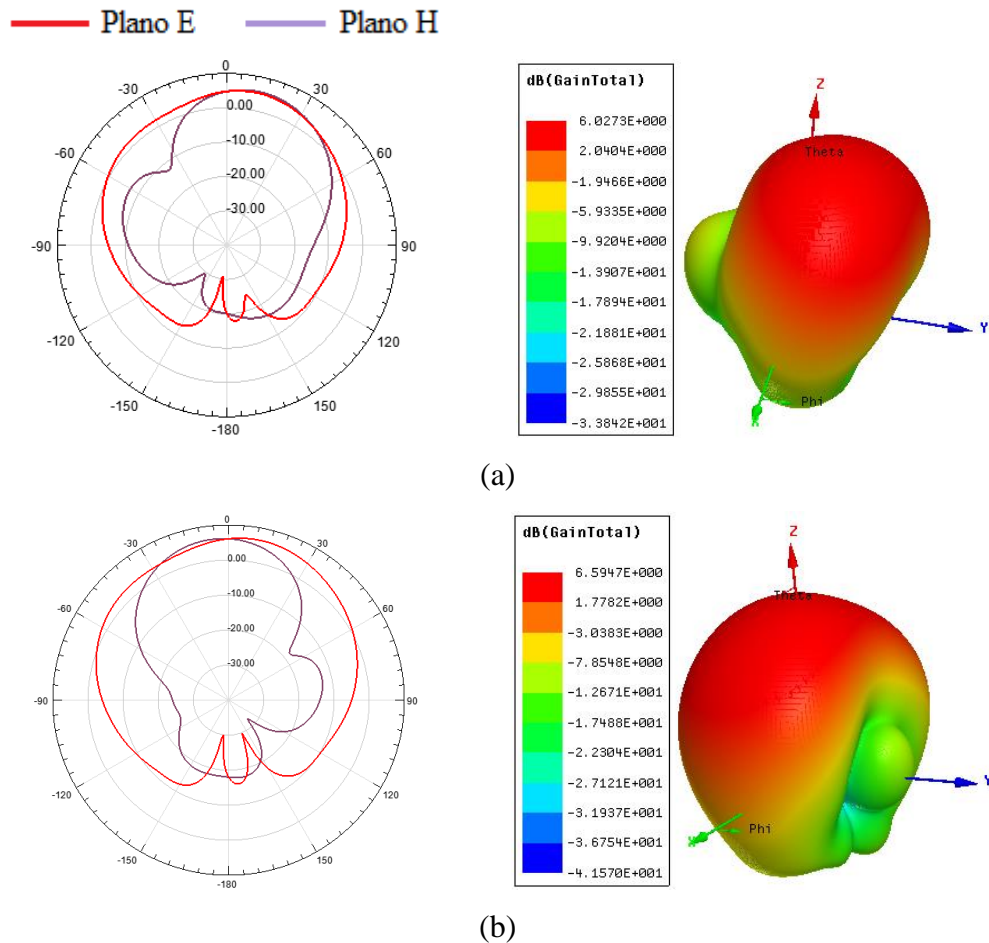 Plano E Plano H
0
-30 30
0.00
-10.00
-60 60
-20.00
-30.00
-90 90
-120 120
-150 150
-180
dB(GainTotal)
6.0273E+000
2.0404E+000
-1.9466E+000
-5.9335E+000
-9.9204E+000
-1.3907E+001
-1.7894E+001
-2.1881E+001
-2.5868E+001
-2.9855E+001
-3.3842E+001
Z
Theta
Y
Phi
X
(a)
0
-30 30
0.00
-10.00
-60 60
-20.00
-30.00
-90 90
-120 120
-150 150
-180
dB(GainTotal)
6.5947E+000
1.7782E+000
-3.0383E+000
-7.8548E+000
-1.2671E+001
-1.7488E+001
-2.2304E+001
-2.7121E+001
-3.1937E+001
-3.6754E+001
-4.1570E+001
Z
Theta
Y
Phi
X
(b)